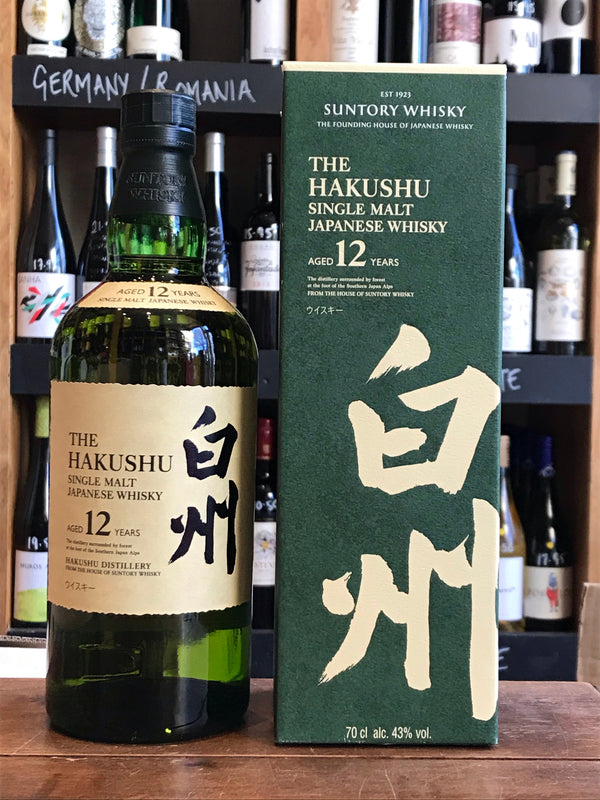 GERMANY / ROMANIA
SUNTORY
WHISKY
AGED 12 YEARS
SINGLE MALT JAPANESE WHISKY
THE
HAKUSHU
SINGLE MALT
JAPANESE WHISKY
AGED 12 YEARS
The distillery surrounded by forest
at the foot of the Southern Japan Alps
HAKUSHU DISTILLERY
FROM THE HOUSE OF SUNTORY WHISKY
ウイスキー
白州
EST 1923
SUNTORY WHISKY
THE FOUNDING HOUSE OF JAPANESE WHISKY
THE
HAKUSHU
SINGLE MALT
JAPANESE WHISKY
AGED 12 YEARS
The distillery surrounded by forest
at the foot of the Southern Japan Alps
FROM THE HOUSE OF SUNTORY WHISKY
ウイスキー
白州
70 cl alc. 43% vol.